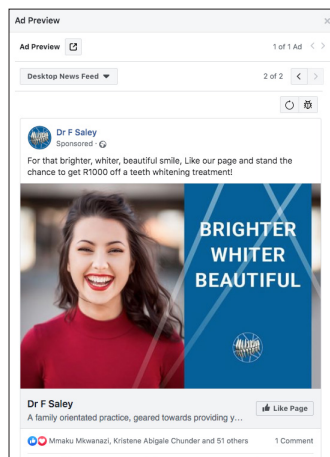 Ad Preview
Ad Preview 1 of 1 Ad
Desktop News Feed 2 of 2
Dr F Saley
Sponsored ·
For that brighter, whiter, beautiful smile, Like our page and stand the
chance to get R1000 off a teeth whitening treatment!
BRIGHTER
WHITER
BEAUTIFUL
Dr F Saley
A family orientated practice, geared towards providing y...
Like Page
Mmaku Mkwanazi, Kristene Abigale Chunder and 51 others 1 Comment